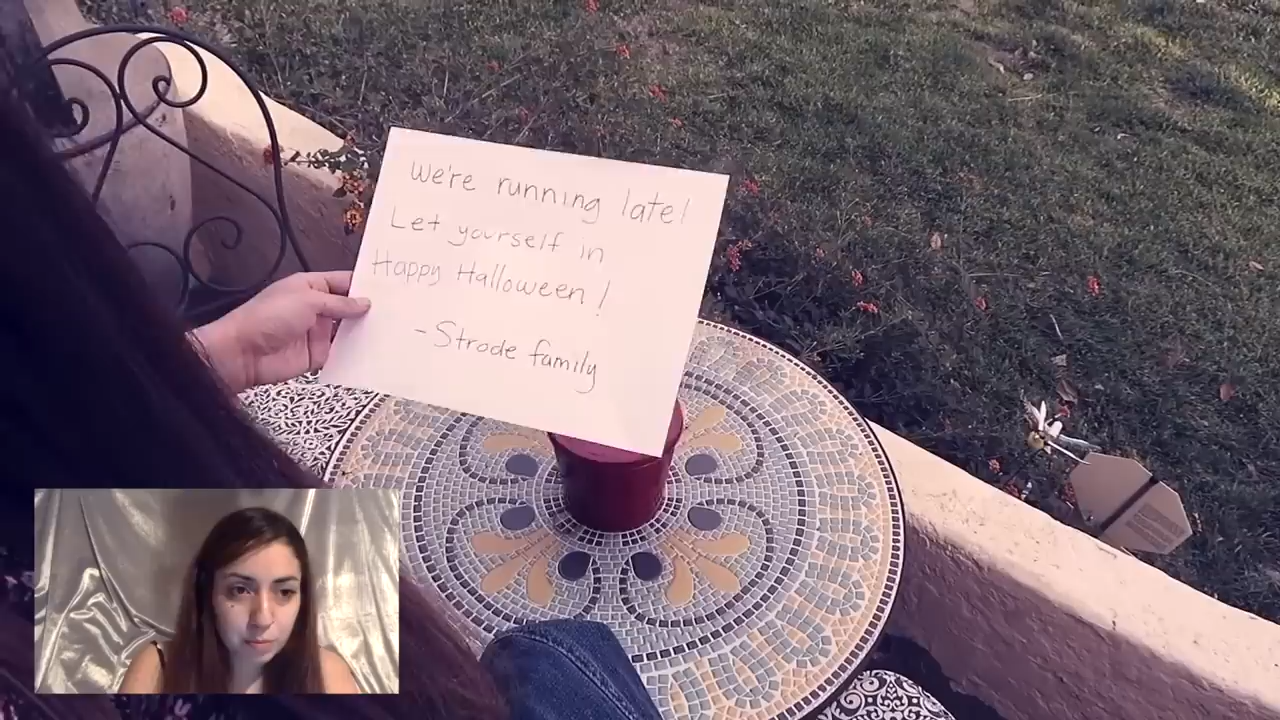 We're running late!
Let yourself in
Happy Halloween!
-Strode family